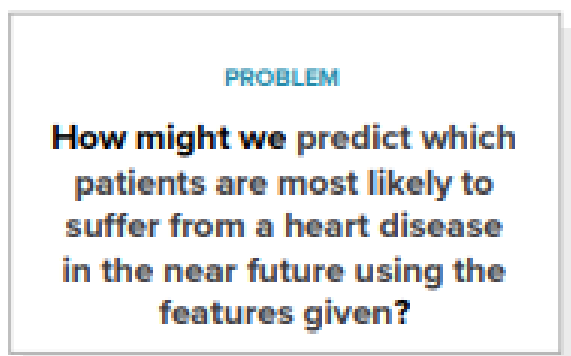 PROBLEM
How might we predict which
patients are most likely to
suffer from a heart disease
in the near future using the
features given?